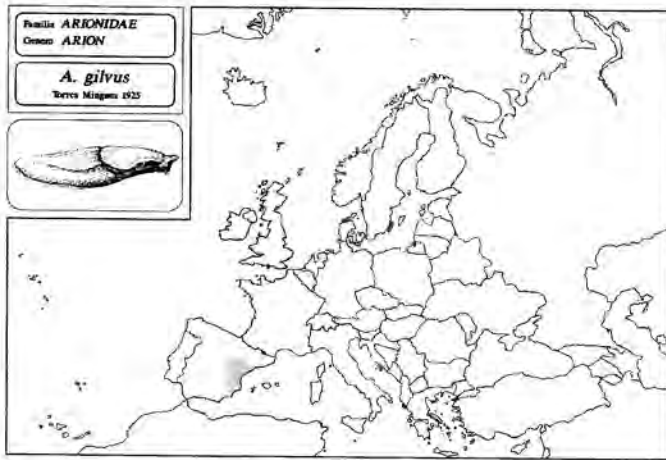 Familia ARIONIDAE
Genero ARION
A. gilvus
Torres Minguez 1925